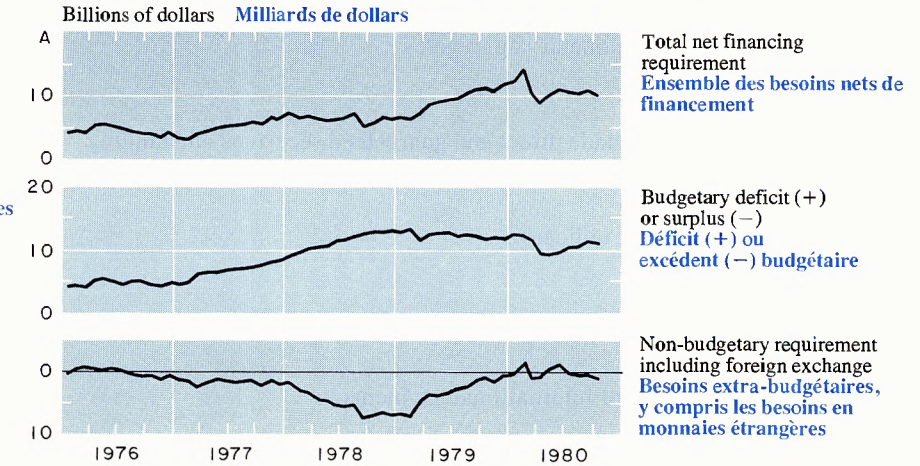 Billions of dollars Milliards de dollars
A
10
0
Total net financing
requirement
Ensemble des besoins nets de
financement
es
20
10
0
Budgetary deficit (+)
or surplus (−)
Déficit (+) ou
excédent (−) budgétaire
0
10
Non-budgetary requirement
including foreign exchange
Besoins extra-budgétaires,
y compris les besoins en
monnaies étrangères
1976 1977 1978 1979 1980